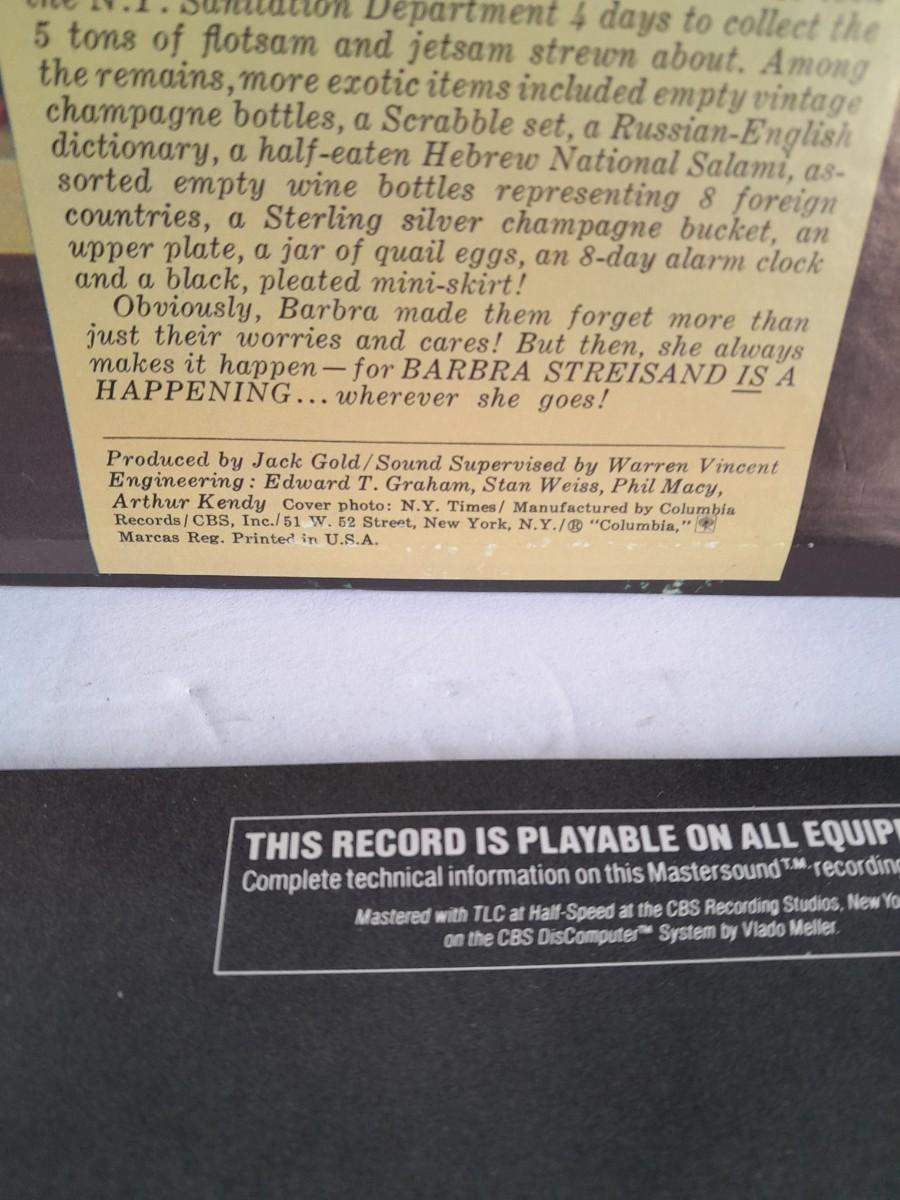 the N.Y. Sanitation Department 4 days to collect the
5 tons of flotsam and jetsam strewn about. Among
the remains, more exotic items included empty vintage
champagne bottles, a Scrabble set, a Russian-English
dictionary, a half-eaten Hebrew National Salami, as-
sorted empty wine bottles representing 8 foreign
countries, a Sterling silver champagne bucket, an
upper plate, a jar of quail eggs, an 8-day alarm clock
and a black, pleated mini-skirt!
Obviously, Barbra made them forget more than
just their worries and cares! But then, she always
makes it happen—for BARBRA STREISAND IS A
HAPPENING...wherever she goes!
Produced by Jack Gold/Sound Supervised by Warren Vincent
Engineering: Edward T. Graham, Stan Weiss, Phil Macy,
Arthur Kendy Cover photo: N.Y. Times/ Manufactured by Columbia
Records/CBS, Inc./51 W. 52 Street, New York, N.Y./® "Columbia,"
Marcas Reg. Printed in U.S.A.
THIS RECORD IS PLAYABLE ON ALL EQUIP
Complete technical information on this Mastersound™ recording
Mastered with TLC at Half-Speed at the CBS Recording Studios, New Yo
on the CBS DisComputer™ System by Vlado Meller.